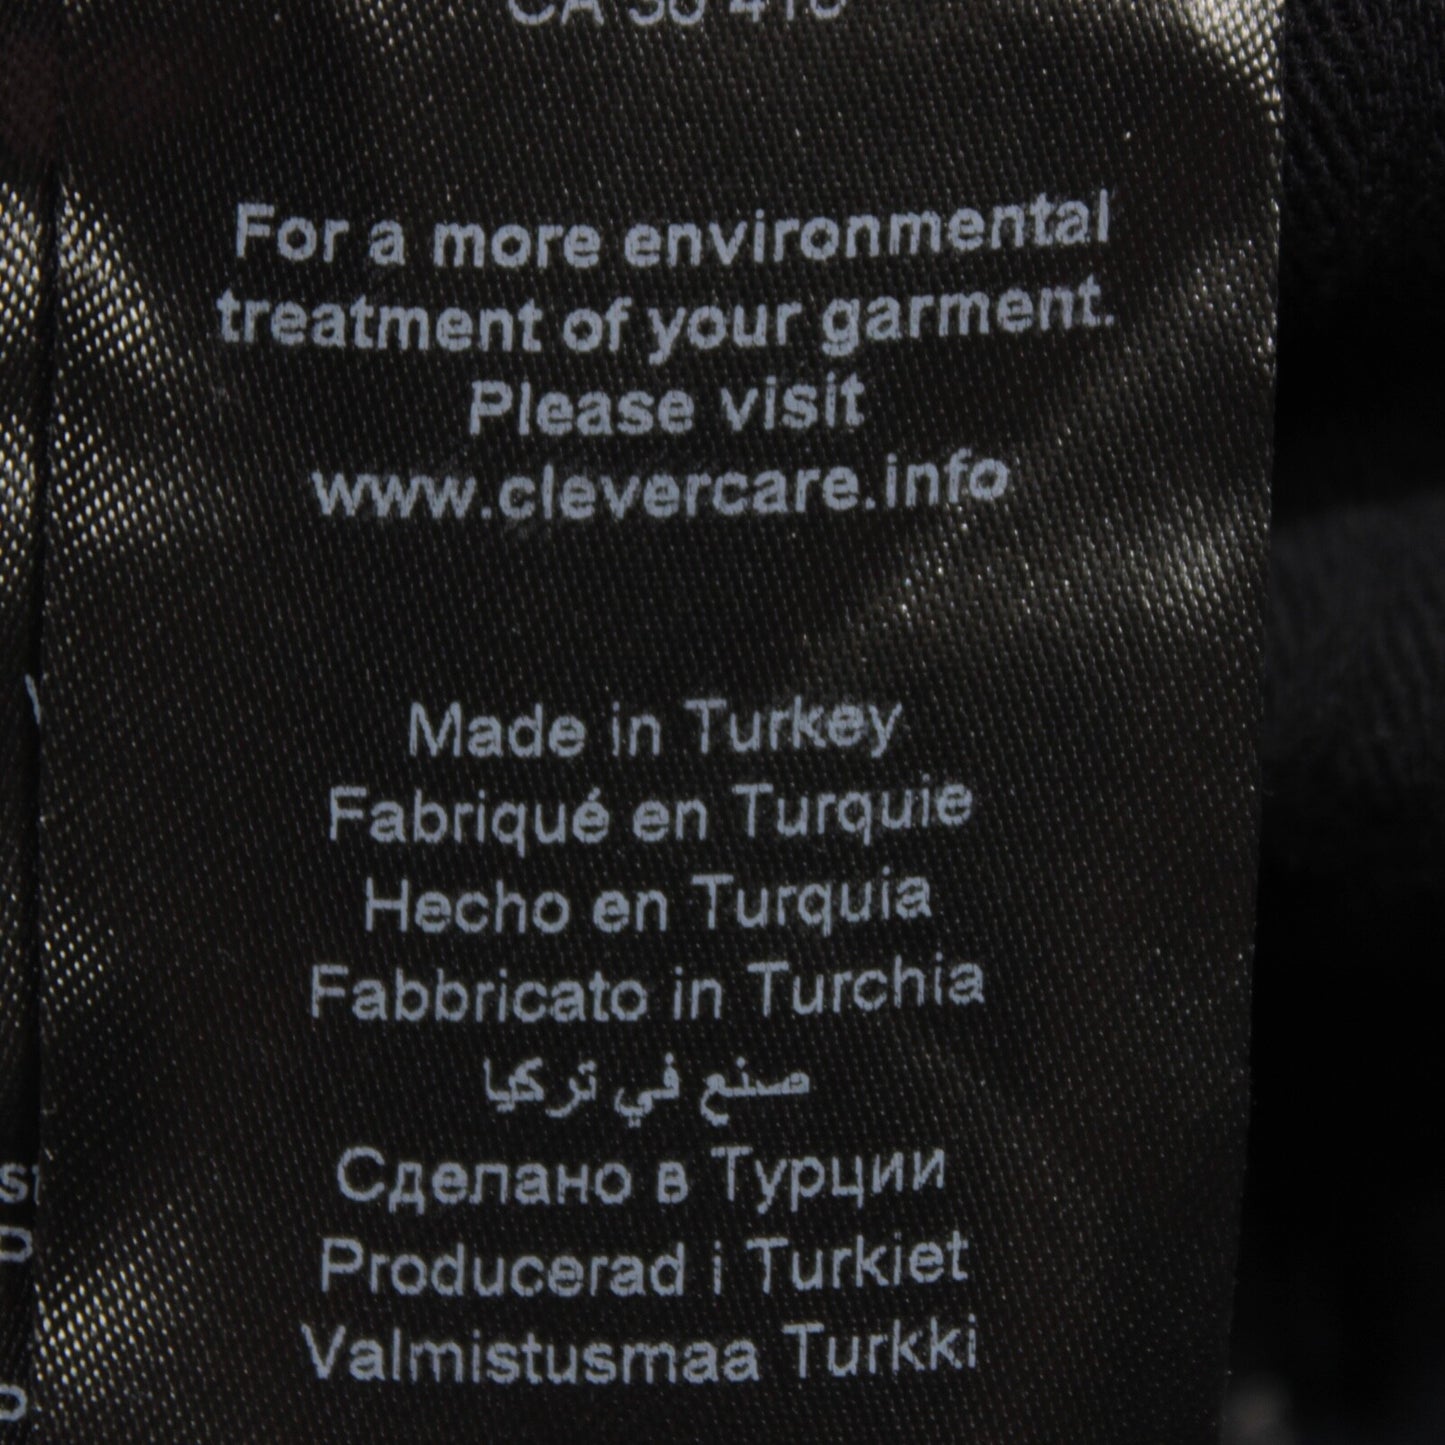 For a more environmental
treatment of your garment.
Please visit
www.clevercare.info
Made in Turkey
Fabriqué en Turquie
Hecho en Turquia
Fabbricato in Turchia
صنع في تركيا
Сделано в Турции
Producerad i Turkiet
Valmistusmaa Turkki